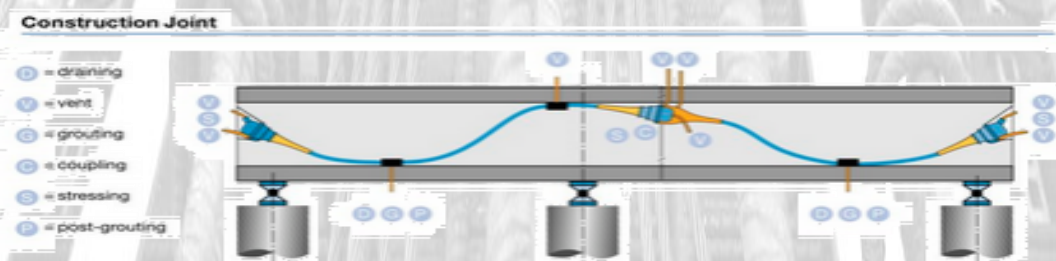 Construction Joint
D = draining
V = vent
G = grouting
C = coupling
S = stressing
P = post-grouting
V V V
V S V
S C V
V S V
D G P
D G P